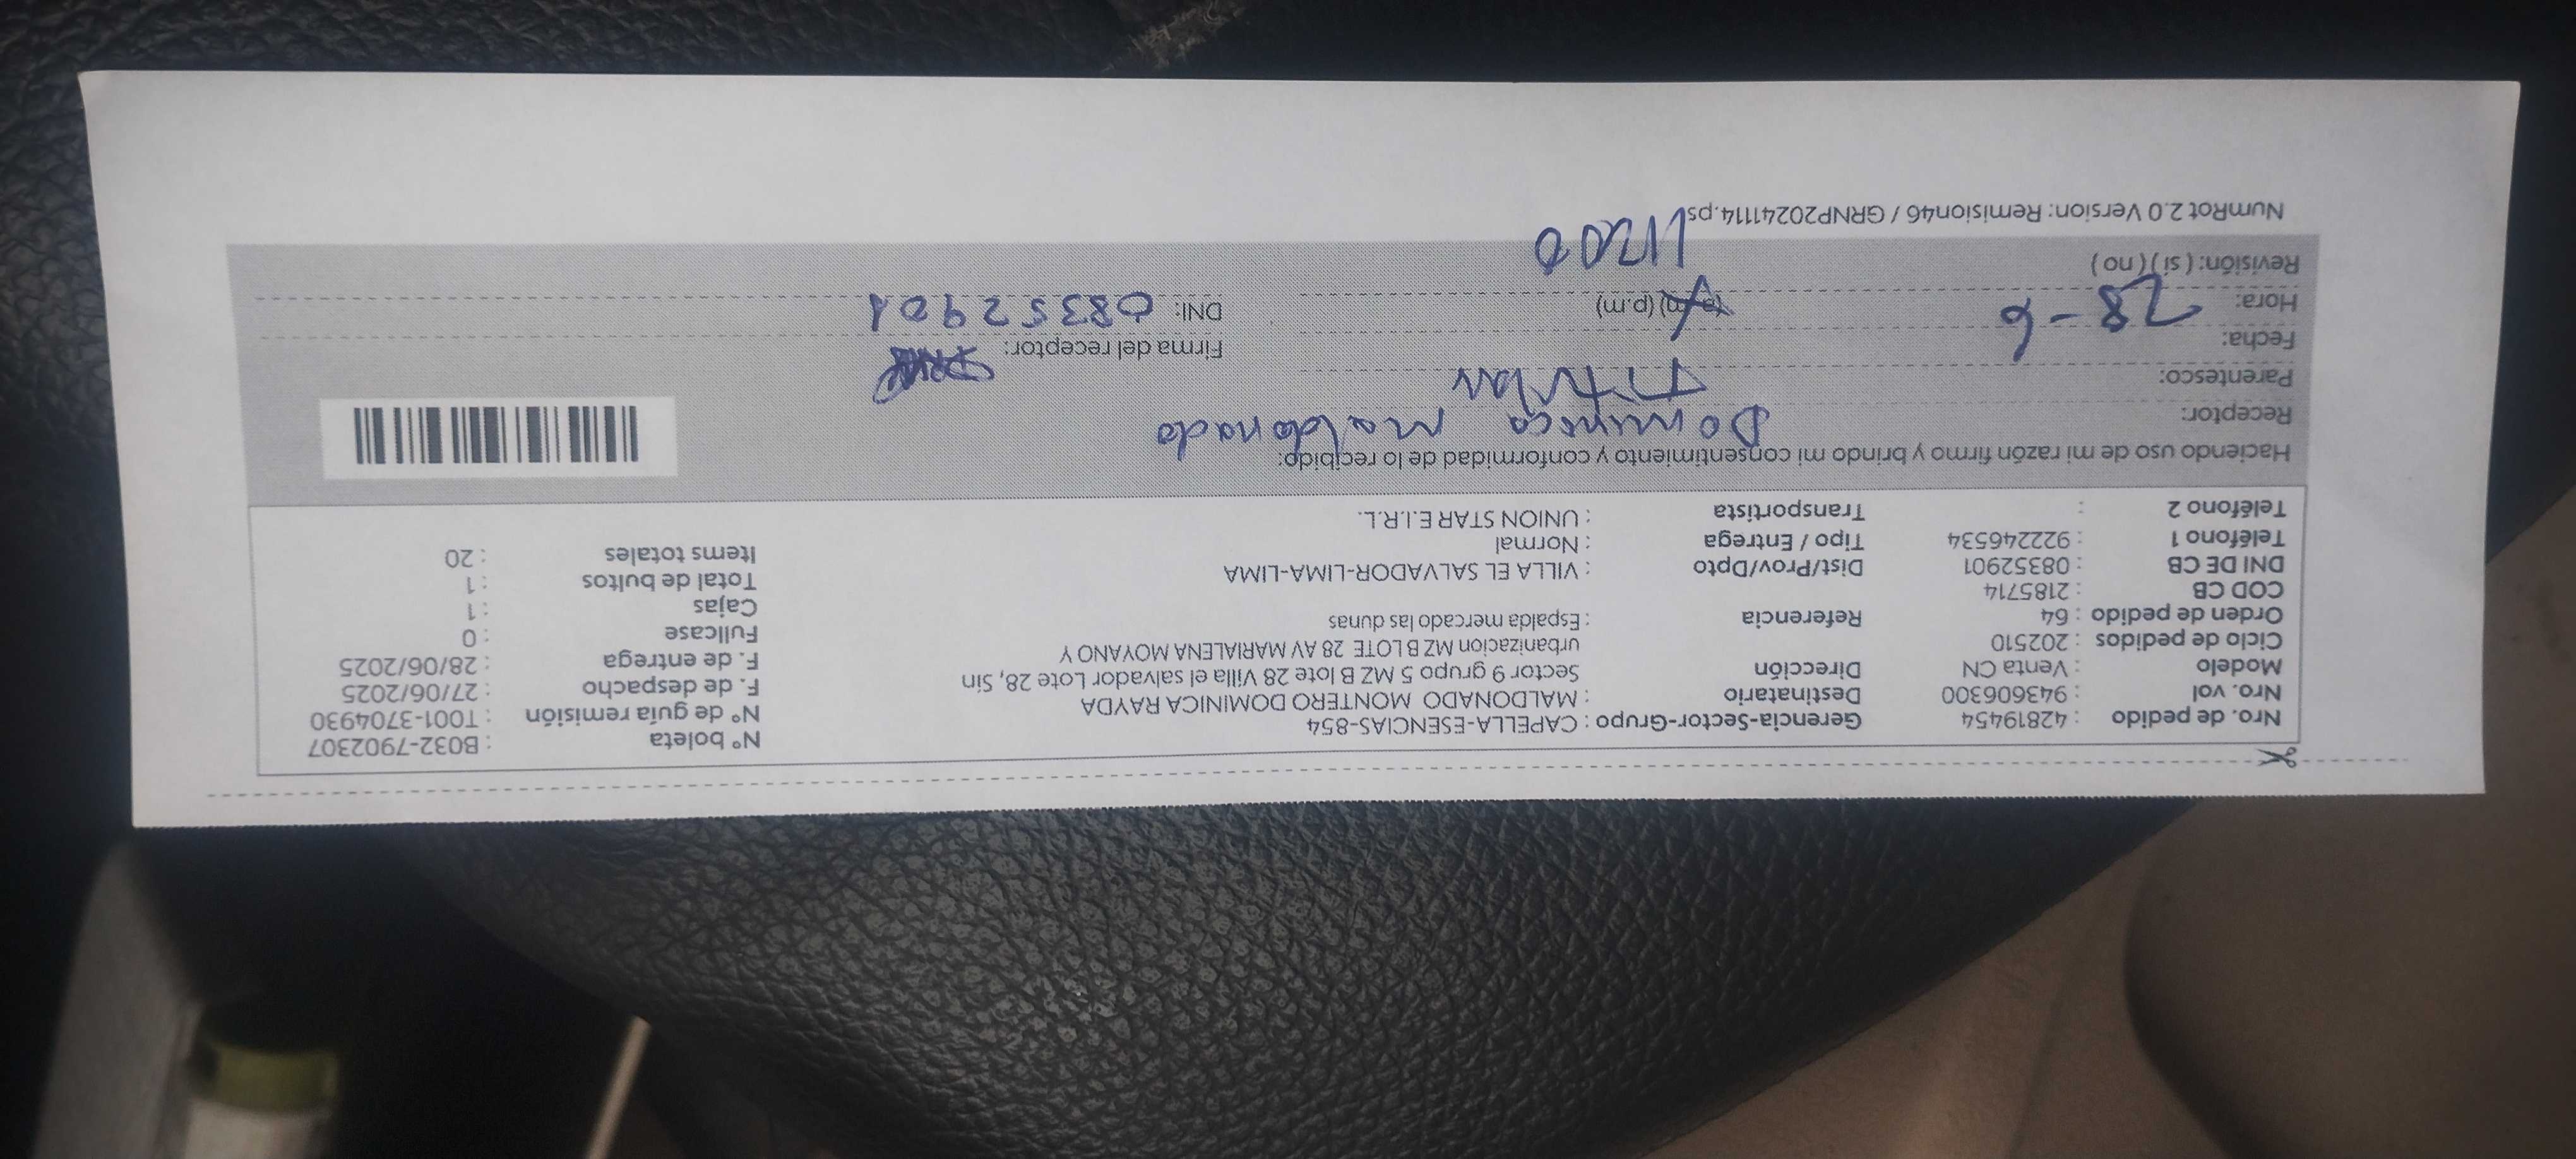 Nro. de pedido : 42819454 Gerencia-Sector-Grupo : CAPELLA-ESENCIAS-854 N° boleta : B032-7902307
Nro. vol : 943606300 Destinatario : MALDONADO MONTERO DOMINICA RAYDA N° de guía remisión : T001-3704930
Modelo : Venta CN Dirección Sector 9 grupo 5 MZ B lote 28 Villa el salvador Lote 28, Sin F. de despacho : 27/06/2025
Ciclo de pedidos : 202510 urbanizacion MZ B LOTE 28 AV MARIALENA MOYANO Y F. de entrega : 28/06/2025
Orden de pedido : 64 Referencia : Espalda mercado las dunas Fullcase : 0
COD CB : 2185714 Cajas : 1
DNI DE CB : 08352901 Dist/Prov/Dpto : VILLA EL SALVADOR-LIMA-LIMA Total de bultos : 1
Teléfono 1 : 922246534 Tipo / Entrega : Normal Items totales : 20
Teléfono 2 : Transportista : UNION STAR E.I.R.L.
Haciendo uso de mi razón firmo y brindo mi consentimiento y conformidad de lo recibido:
Receptor: Dominica Maldonado
Parentesco: Titular
Fecha: 28-6 Firma del receptor:
Hora: (a.m) (p.m) DNI: 08352901
Revisión: ( si ) ( no )
NumRot 2.0 Version: Remision46 / GRNP20241114.ps